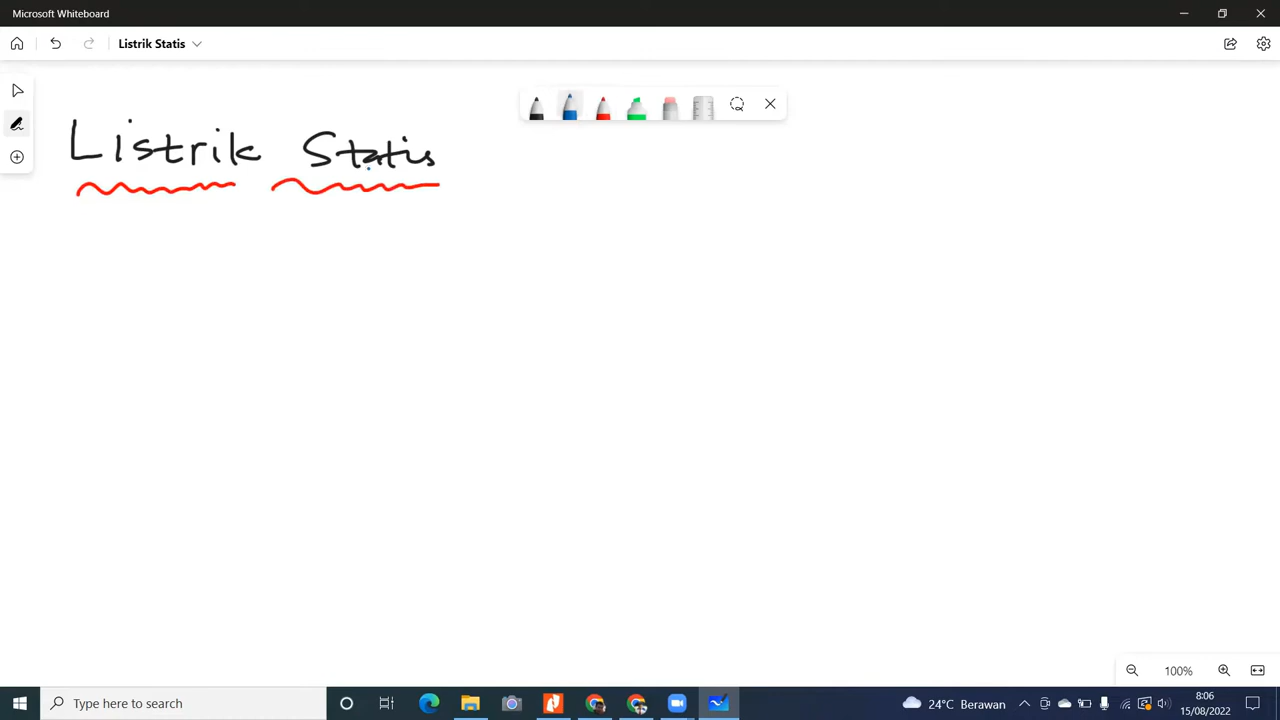 Microsoft Whiteboard
Listrik Statis
Listrik Statis
100%
Type here to search
24°C Berawan
8:06
15/08/2022